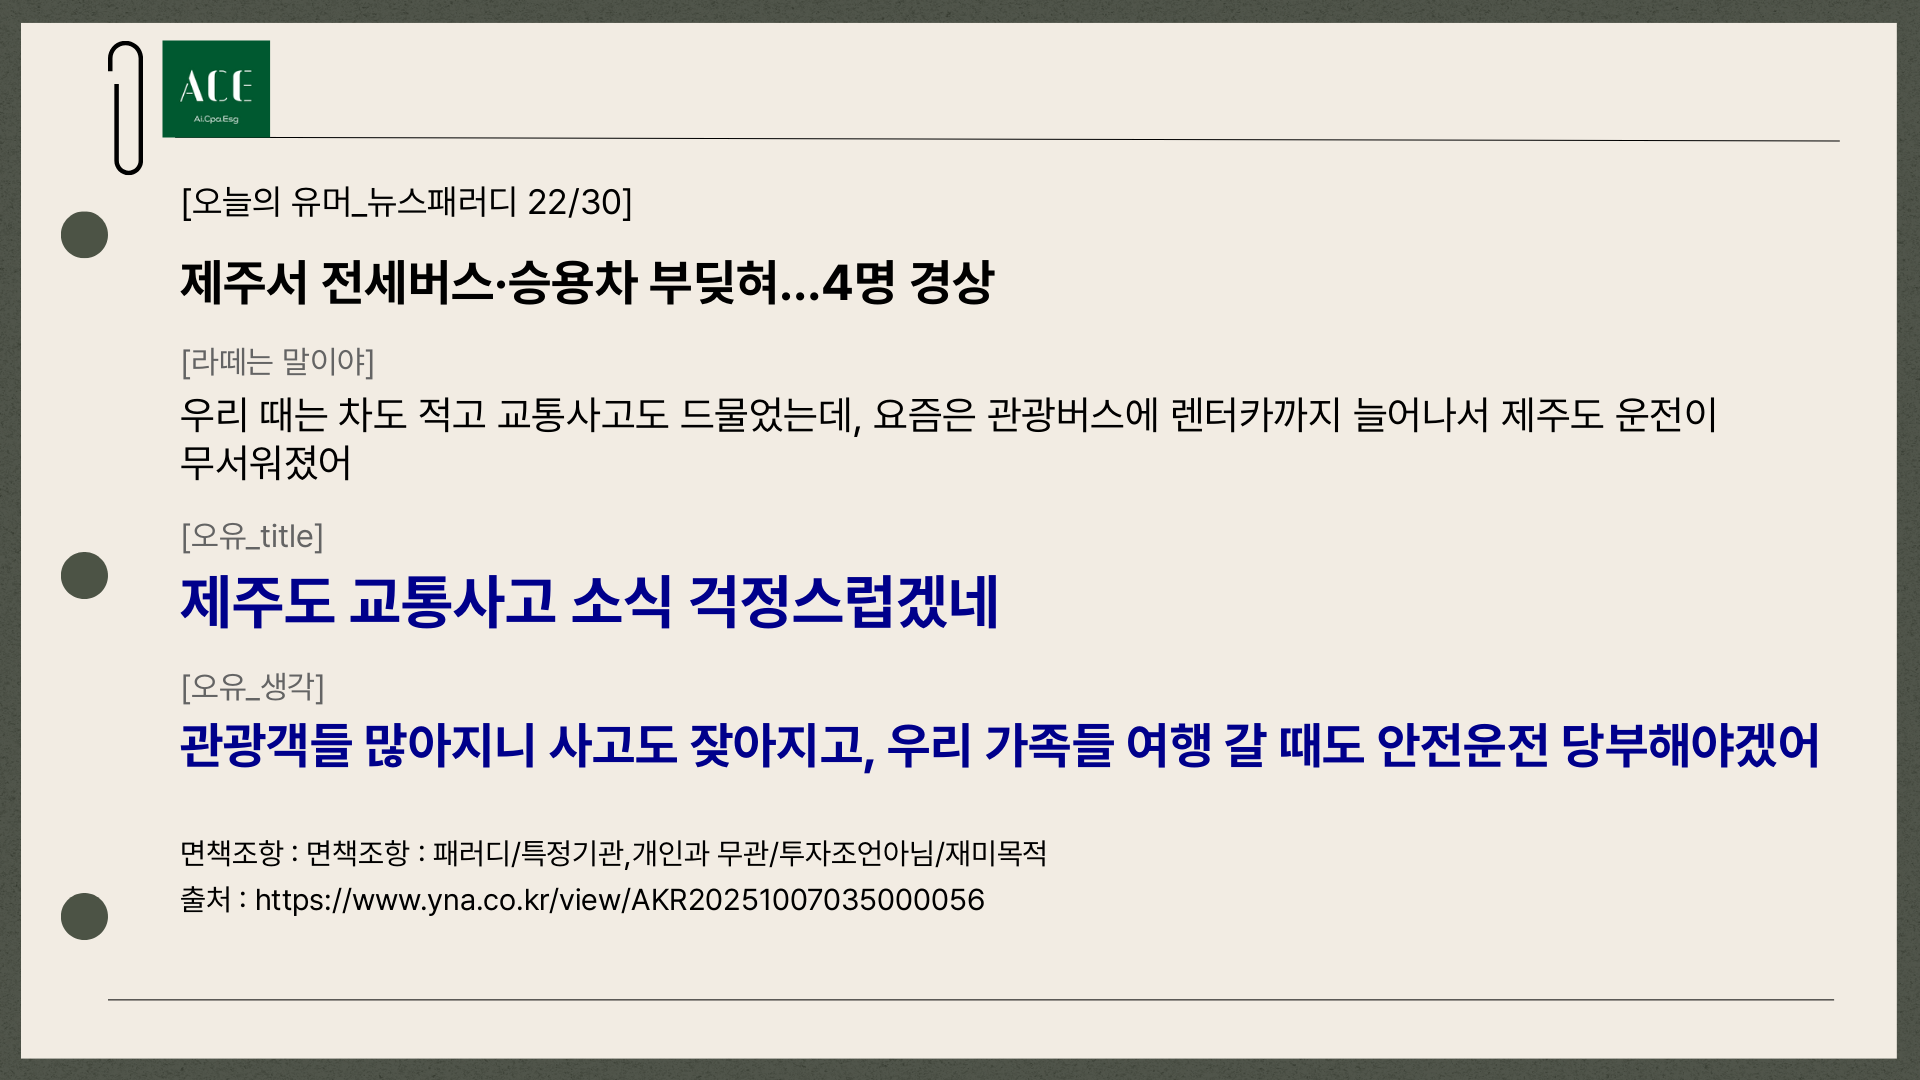 ACE
Ai.Cpa.Esg
[오늘의 유머_뉴스패러디 22/30]
제주서 전세버스·승용차 부딪혀...4명 경상
[라떼는 말이야]
우리 때는 차도 적고 교통사고도 드물었는데, 요즘은 관광버스에 렌터카까지 늘어나서 제주도 운전이
무서워졌어
[오유_title]
제주도 교통사고 소식 걱정스럽겠네
[오유_생각]
관광객들 많아지니 사고도 잦아지고, 우리 가족들 여행 갈 때도 안전운전 당부해야겠어
면책조항 : 면책조항 : 패러디/특정기관,개인과 무관/투자조언아님/재미목적
출처 : https://www.yna.co.kr/view/AKR20251007035000056